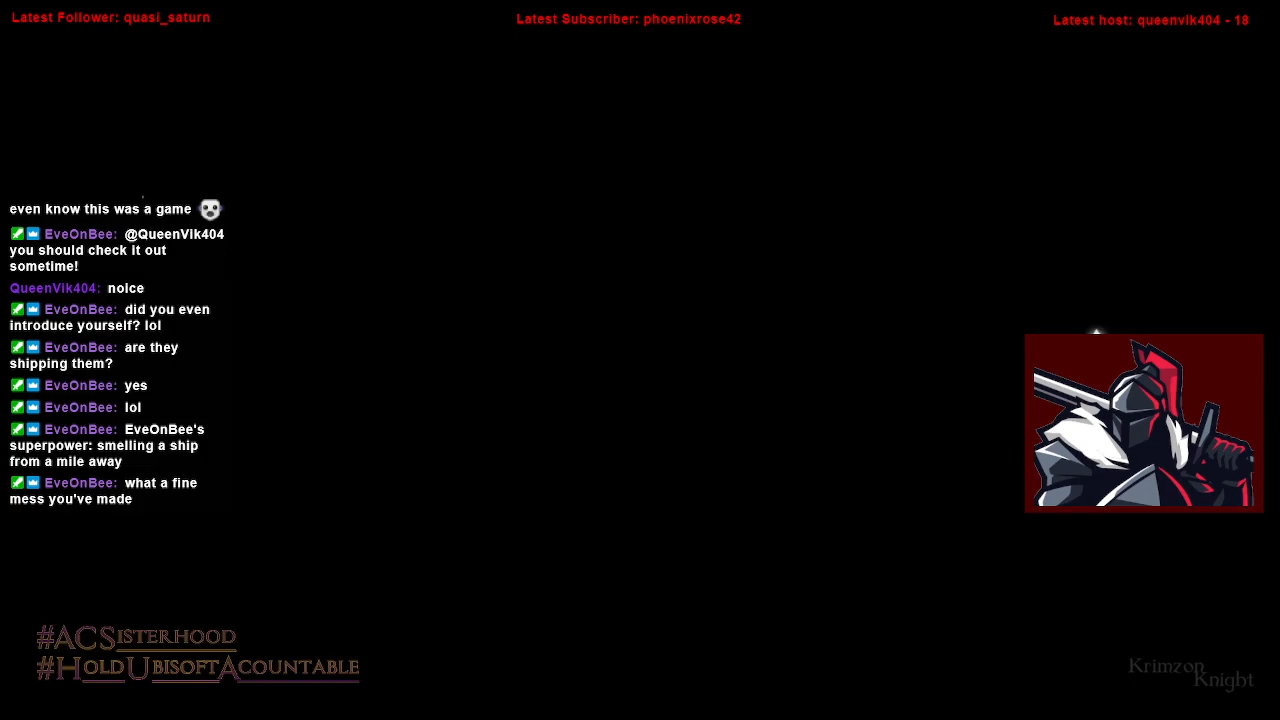 Latest Follower: quasi_saturn
Latest Subscriber: phoenixrose42
Latest host: queenvik404 - 18
even know this was a game
EveOnBee: @QueenVik404
you should check it out
sometime!
QueenVik404: noice
EveOnBee: did you even
introduce yourself? lol
EveOnBee: are they
shipping them?
EveOnBee: yes
EveOnBee: lol
EveOnBee: EveOnBee's
superpower: smelling a ship
from a mile away
EveOnBee: what a fine
mess you've made
#ACSisterhood
#HoldUbisoftAcountable
Krimzon
Knight